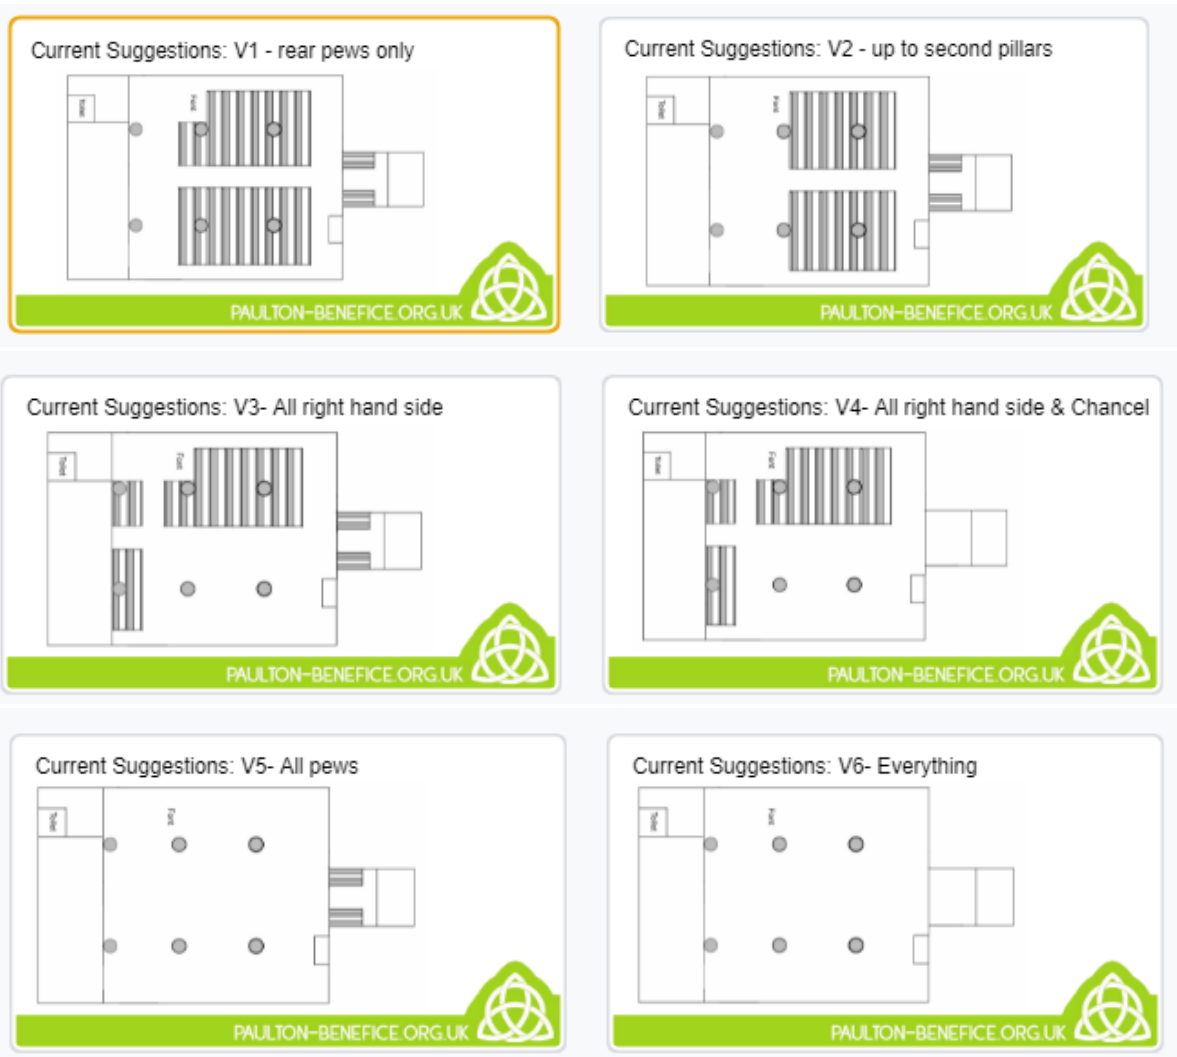 Current Suggestions: V1 - rear pews only
Toilet
Font
PAULTON-BENEFICE.ORG.UK
Current Suggestions: V2 - up to second pillars
Toilet
Font
PAULTON-BENEFICE.ORG.UK
Current Suggestions: V3- All right hand side
Toilet
Font
PAULTON-BENEFICE.ORG.UK
Current Suggestions: V4- All right hand side & Chancel
Toilet
Font
PAULTON-BENEFICE.ORG.UK
Current Suggestions: V5- All pews
Toilet
Font
PAULTON-BENEFICE.ORG.UK
Current Suggestions: V6- Everything
Toilet
Font
PAULTON-BENEFICE.ORG.UK